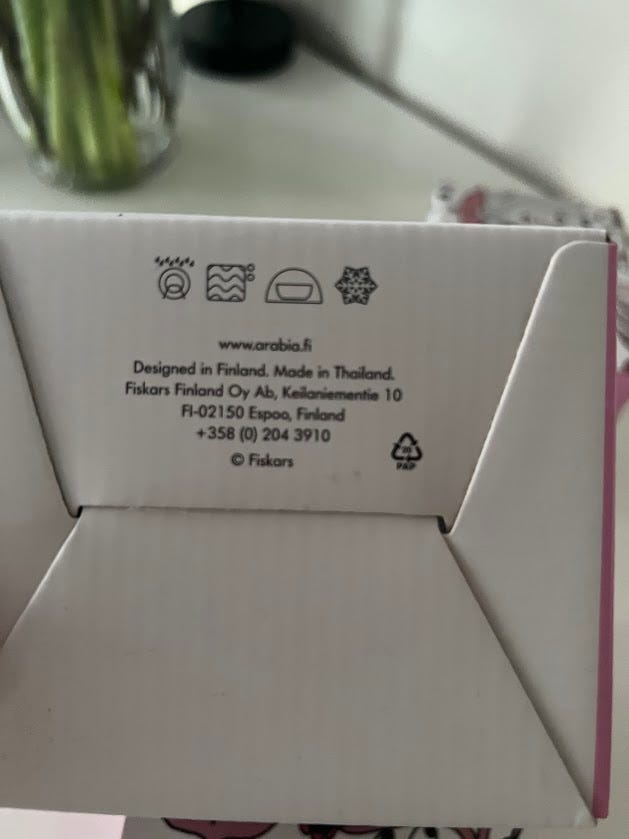 www.arabia.fi
Designed in Finland. Made in Thailand.
Fiskars Finland Oy Ab, Keilaniementie 10
FI-02150 Espoo, Finland
+358 (0) 204 3910
© Fiskars
PAP